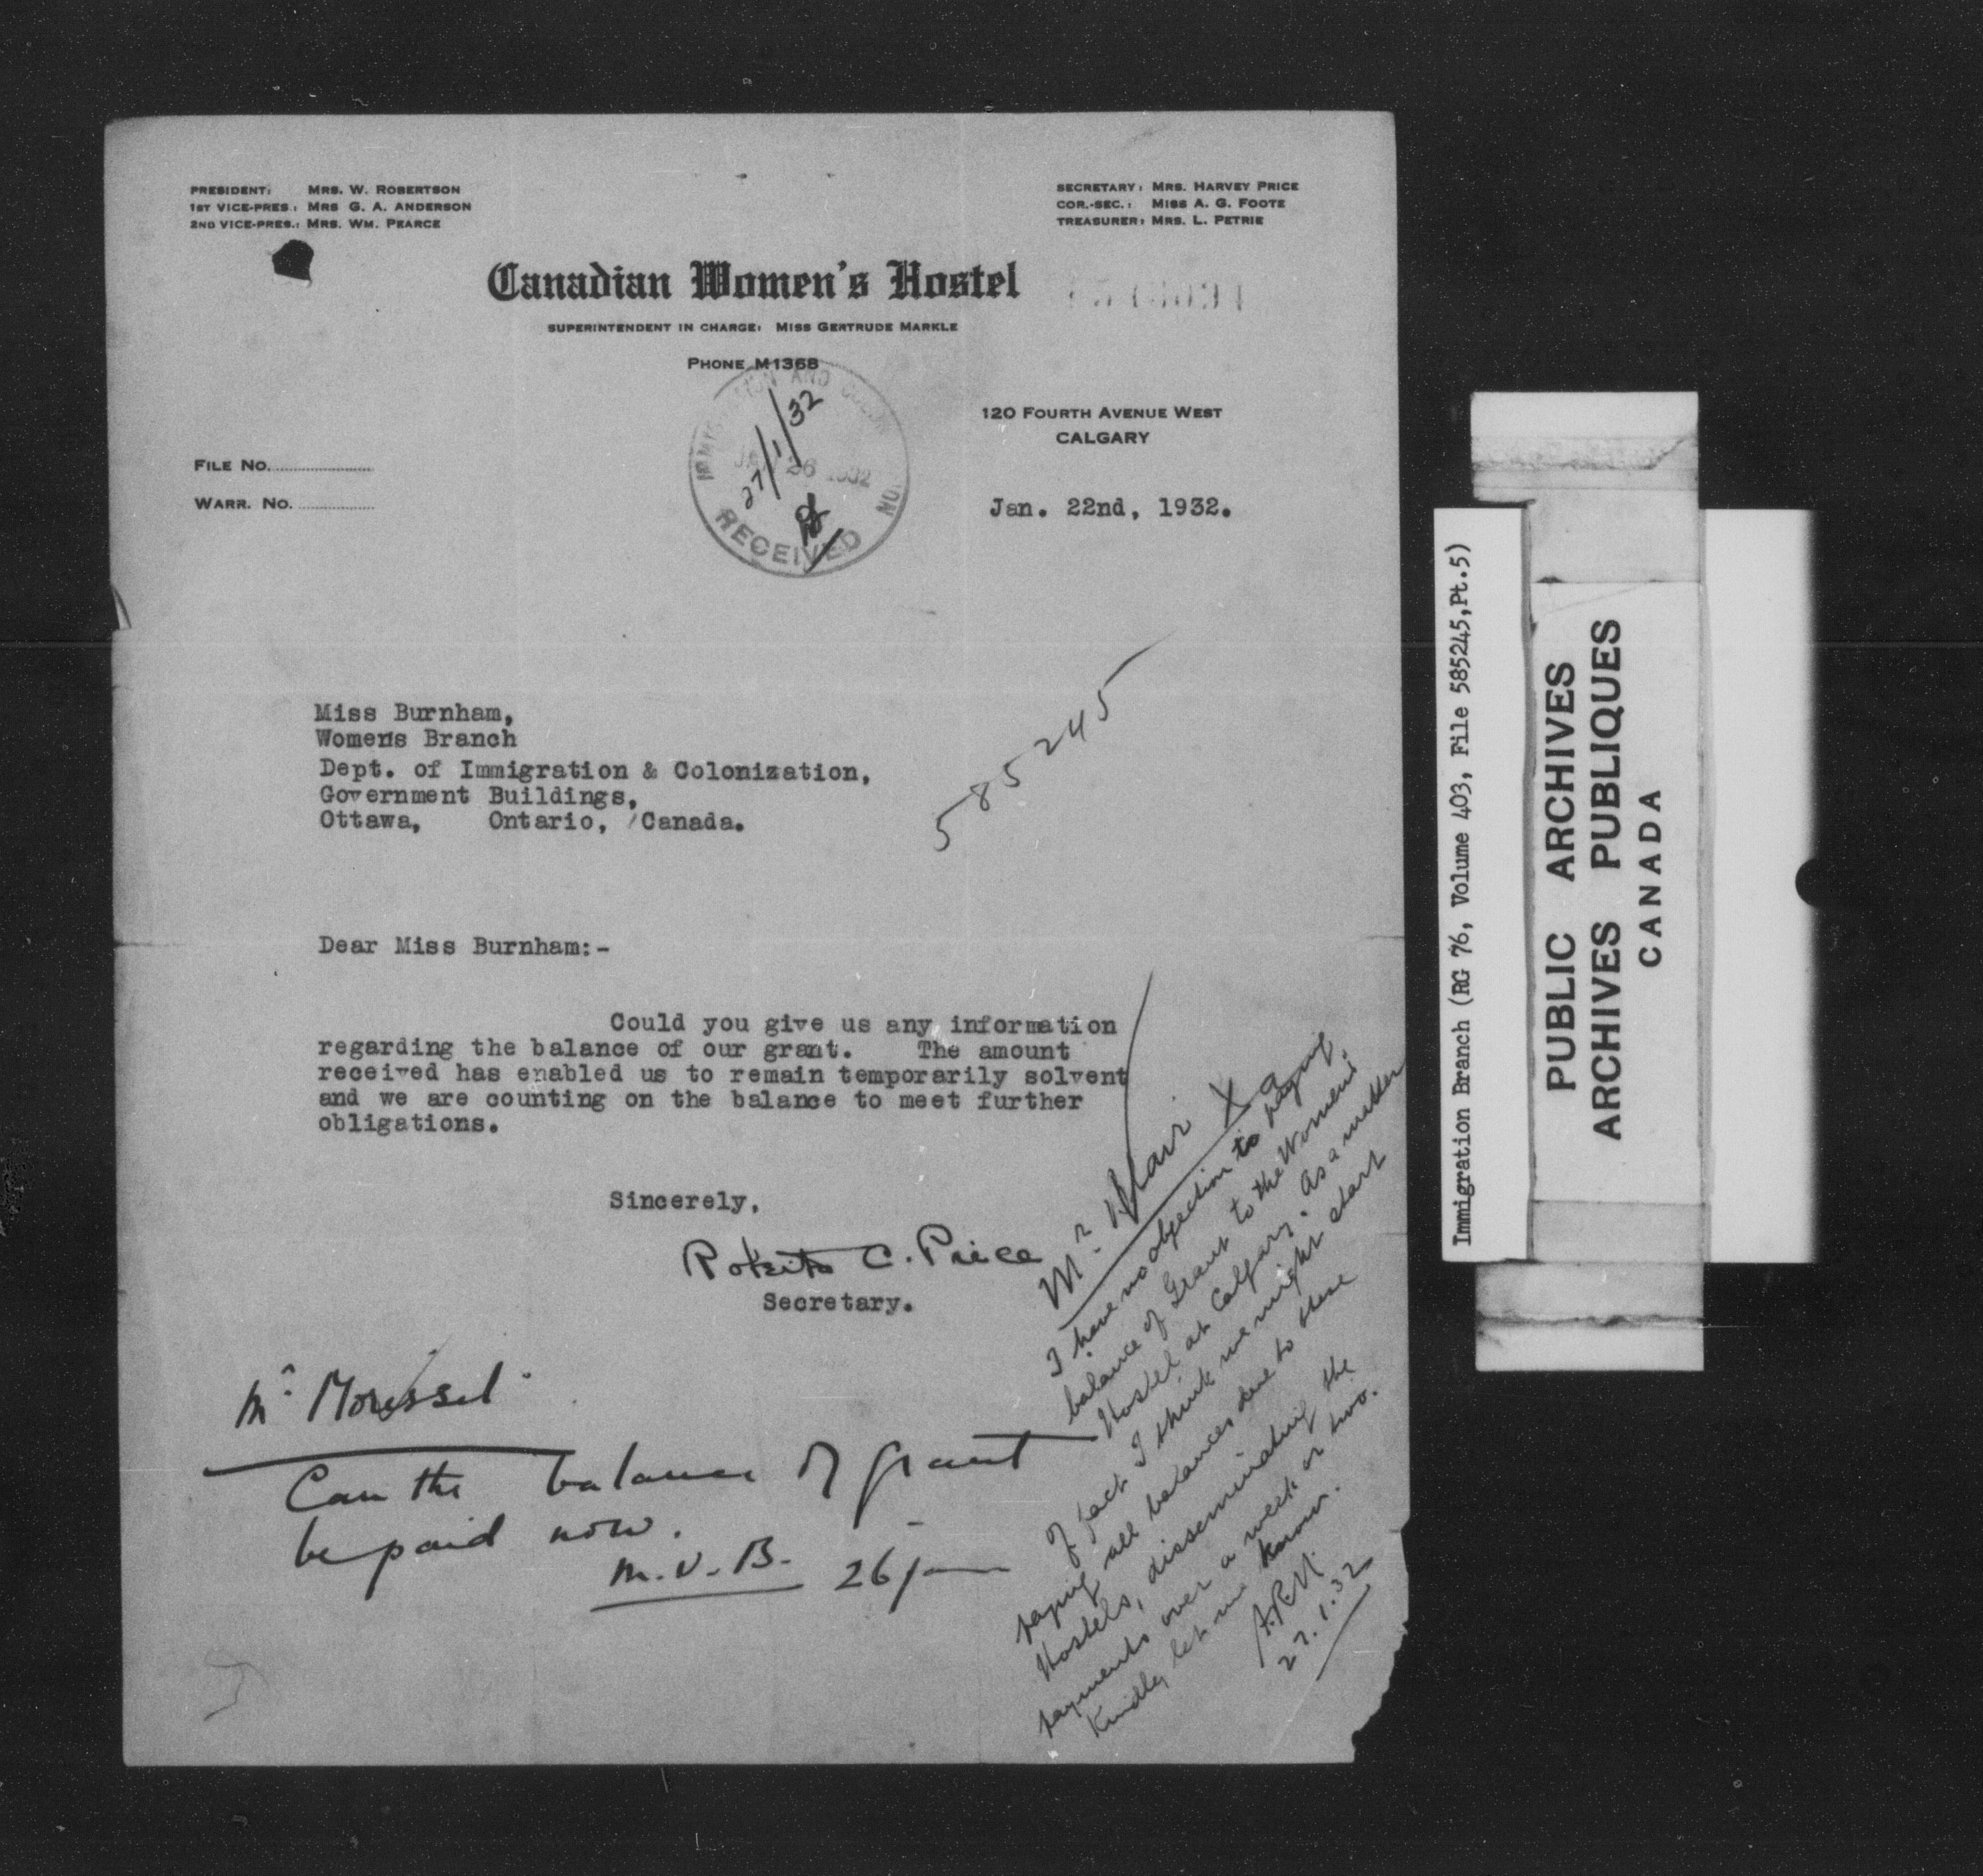 PRESIDENT: MRS. W. ROBERTSON
1ST VICE-PRES.: MRS G. A. ANDERSON
2ND VICE-PRES.: MRS. WM. PEARCE
SECRETARY: MRS. HARVEY PRICE
COR.-SEC.: MISS A. G. FOOTE
TREASURER: MRS. L. PETRIE
Canadian Women's Hostel
SUPERINTENDENT IN CHARGE: MISS GERTRUDE MARKLE
PHONE M1368
120 FOURTH AVENUE WEST
CALGARY
FILE NO.
WARR. NO.
27/1/32
JAN 26 1932
RECEIVED
Jan. 22nd, 1932.
585245
Miss Burnham,
Womens Branch
Dept. of Immigration & Colonization,
Government Buildings,
Ottawa, Ontario, Canada.
Dear Miss Burnham:-
Could you give us any information
regarding the balance of our grant. The amount
received has enabled us to remain temporarily solvent
and we are counting on the balance to meet further
obligations.
Sincerely,
C. Price
Secretary.
Mr
Can the balance of grant
be paid now.
M.V.B. 26/
Mr Blair
I have no objection to paying
balance of Grant to the Womens
Hostel at Calgary. As a matter
of fact I think we might start
paying all balances due to these
Hostels, disseminating the
payments over a week or two.
Kindly let me know.
27.1.32
Immigration Branch (RG 76, Volume 403, File 585245,Pt.5)
PUBLIC ARCHIVES
ARCHIVES PUBLIQUES
CANADA